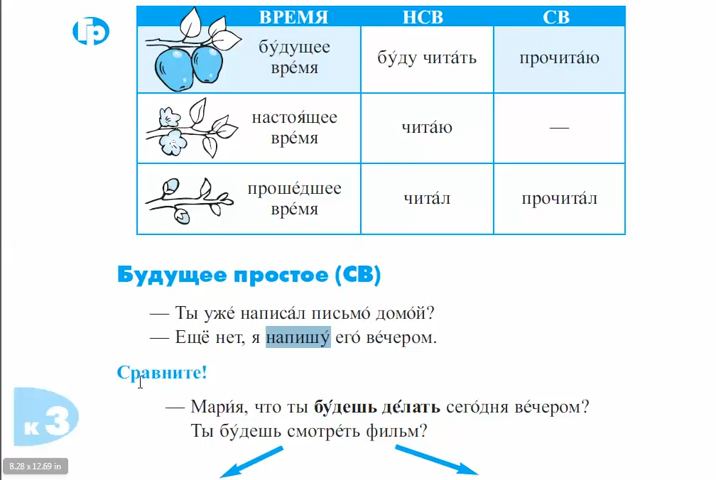 Гр
ВРЕМЯ НСВ СВ
бу́дущее вре́мя бу́ду чита́ть прочита́ю
настоя́щее вре́мя чита́ю —
проше́дшее вре́мя чита́л прочита́л
Будущее простое (СВ)
— Ты уже́ написа́л письмо́ домо́й?
— Ещё нет, я напишу́ его́ ве́чером.
Сравните!
— Мари́я, что ты бу́дешь де́лать сего́дня ве́чером?
Ты бу́дешь смотре́ть фильм?
к 3
8.28 x 12.69 in